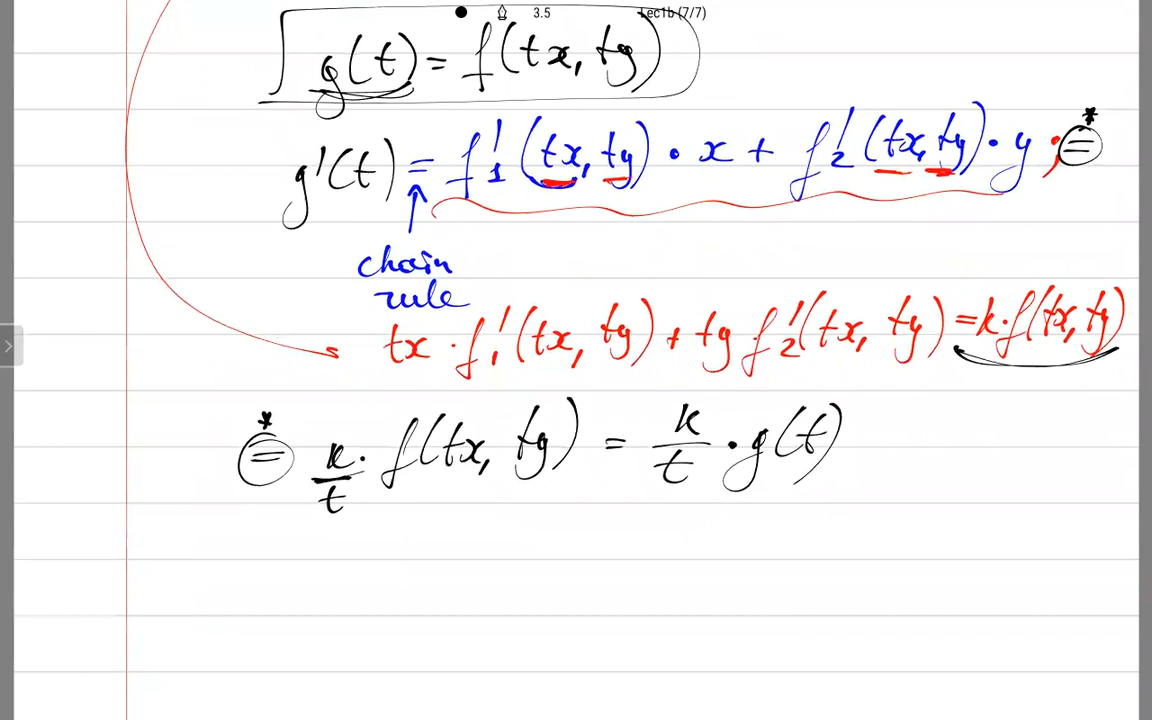 3.5 Lec1b (7/7)
g(t) = f(tx, ty)
g'(t) = f'₁(tx, ty) · x + f'₂(tx, ty) · y ; ⊜*
↑
chain
rule
tx · f'₁(tx, ty) + ty f'₂(tx, ty) = k · f(tx, ty)
⊜* k/t · f(tx, ty) = k/t · g(t)